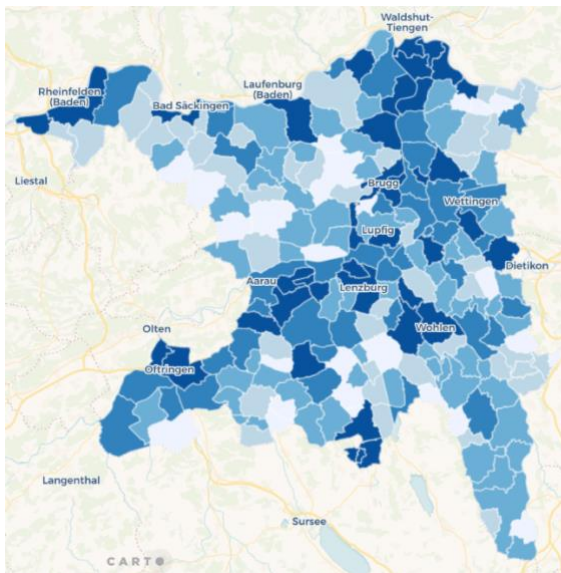 Waldshut-
Tiengen
Rheinfelden
(Baden)
Laufenburg
(Baden)
Bad Säckingen
Liestal
Brugg
Wettingen
Lupfig
Dietikon
Aarau
Lenzburg
Olten
Wohlen
Oftringen
Langenthal
Sursee
CARTO